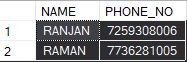 NAME PHONE_NO
1 RANJAN 7259308006
2 RAMAN 7736281005